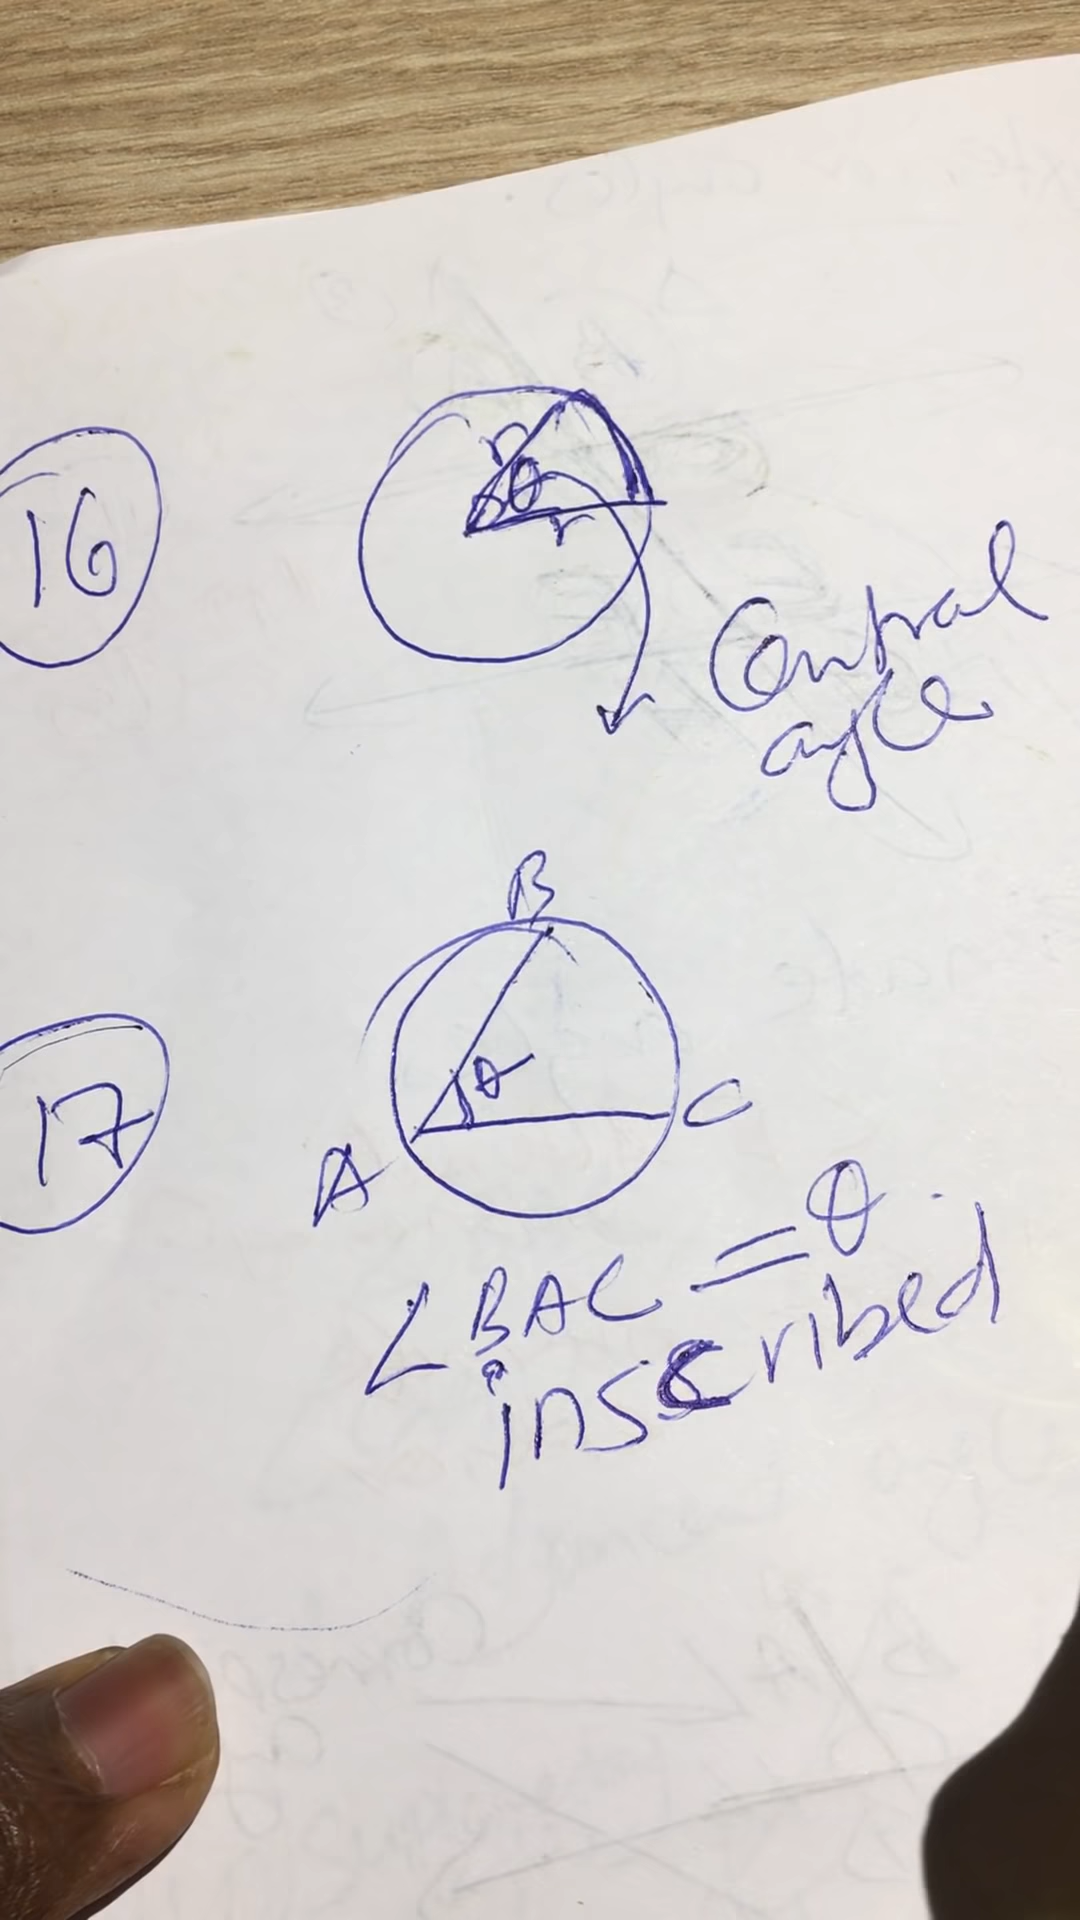 16
r
θ
r
Central
angle
B
17
θ
C
A
∠BAC = θ
inscribed